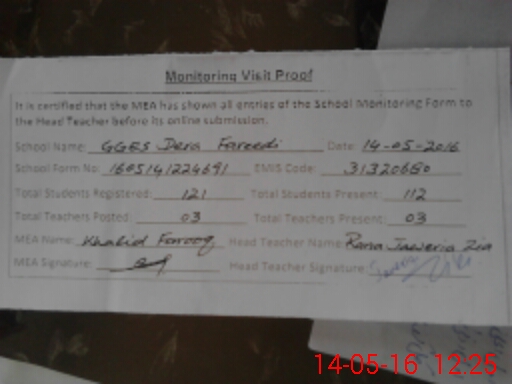 Monitoring Visit Proof
It is certified that the MEA has shown all entries of the School Monitoring Form to
the Head Teacher before its online submission.
School Name: GGES Dera Fareedi Date: 14-05-2016
School Form No: 1605141224691 EMIS Code: 31320680
Total Students Registered: 121 Total Students Present: 112
Total Teachers Posted: 03 Total Teachers Present: 03
MEA Name: Khalid Farooq Head Teacher Name: Rana Jaweria Zia
MEA Signature: Head Teacher Signature:
14-05-16 12:25